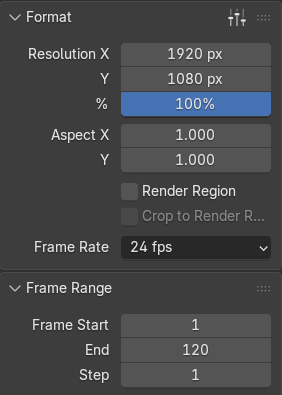 Format
Resolution X 1920 px
Y 1080 px
% 100%
Aspect X 1.000
Y 1.000
Render Region
Crop to Render R...
Frame Rate 24 fps
Frame Range
Frame Start 1
End 120
Step 1